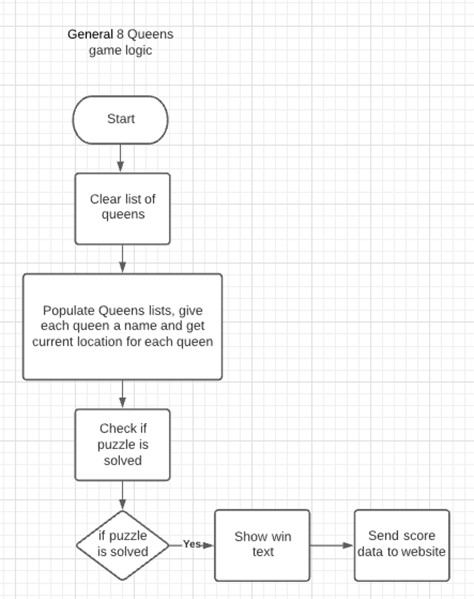 General 8 Queens
game logic
Start
Clear list of
queens
Populate Queens lists, give
each queen a name and get
current location for each queen
Check if
puzzle is
solved
if puzzle
is solved
Yes
Show win
text
Send score
data to website